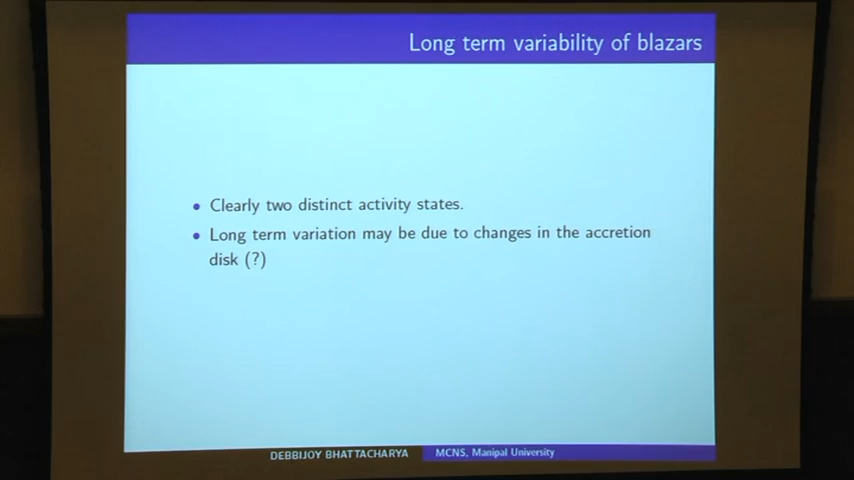 Long term variability of blazars
• Clearly two distinct activity states.
• Long term variation may be due to changes in the accretion
disk (?)
DEBBIJOY BHATTACHARYA MCNS, Manipal University